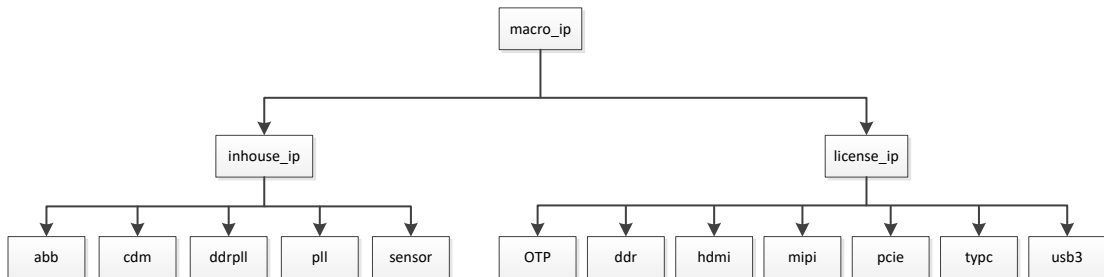 macro_ip
inhouse_ip
license_ip
abb
cdm
ddrpll
pll
sensor
OTP
ddr
hdmi
mipi
pcie
typc
usb3